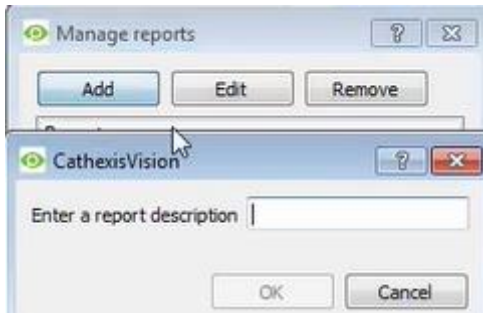 Manage reports
Add Edit Remove
CathexisVision
Enter a report description
OK Cancel